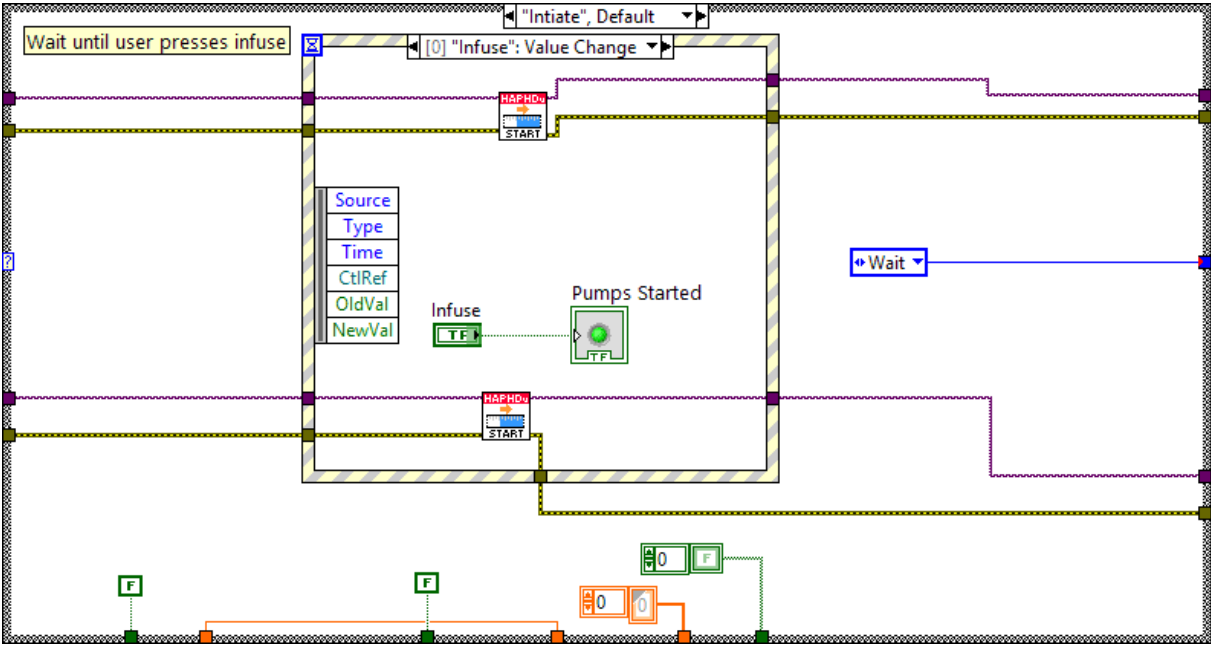 "Intiate", Default
Wait until user presses infuse
[0] "Infuse": Value Change
HAPHDu
START
Source
Type
Time
CtlRef
OldVal
NewVal
?
Wait
Infuse
TF
Pumps Started
TF
HAPHDu
START
0
F
F
F
0
0